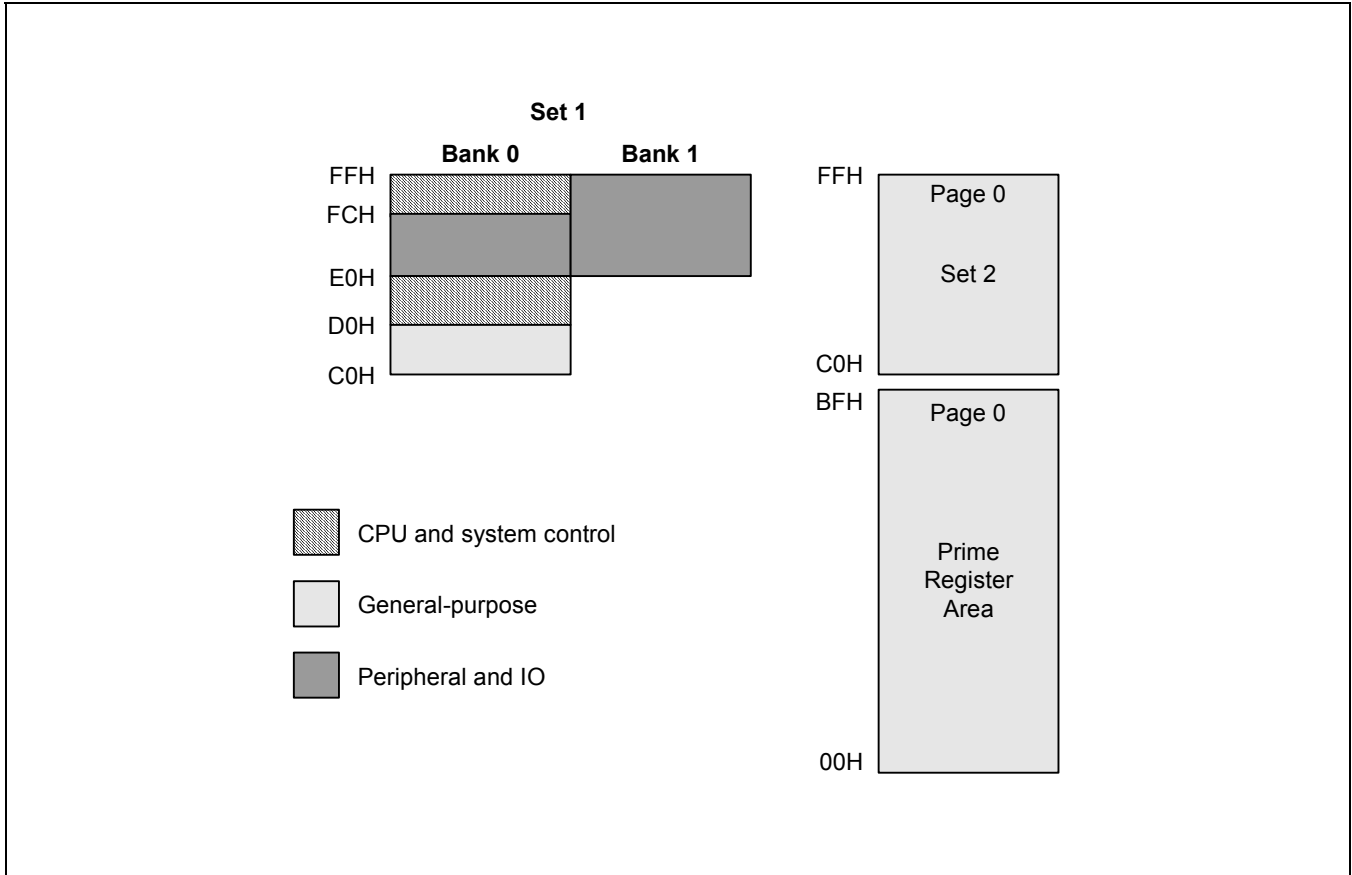 Set 1
Bank 0
Bank 1
FFH
FCH
E0H
D0H
C0H
FFH
Page 0
Set 2
C0H
BFH
Page 0
Prime
Register
Area
00H
CPU and system control
General-purpose
Peripheral and IO